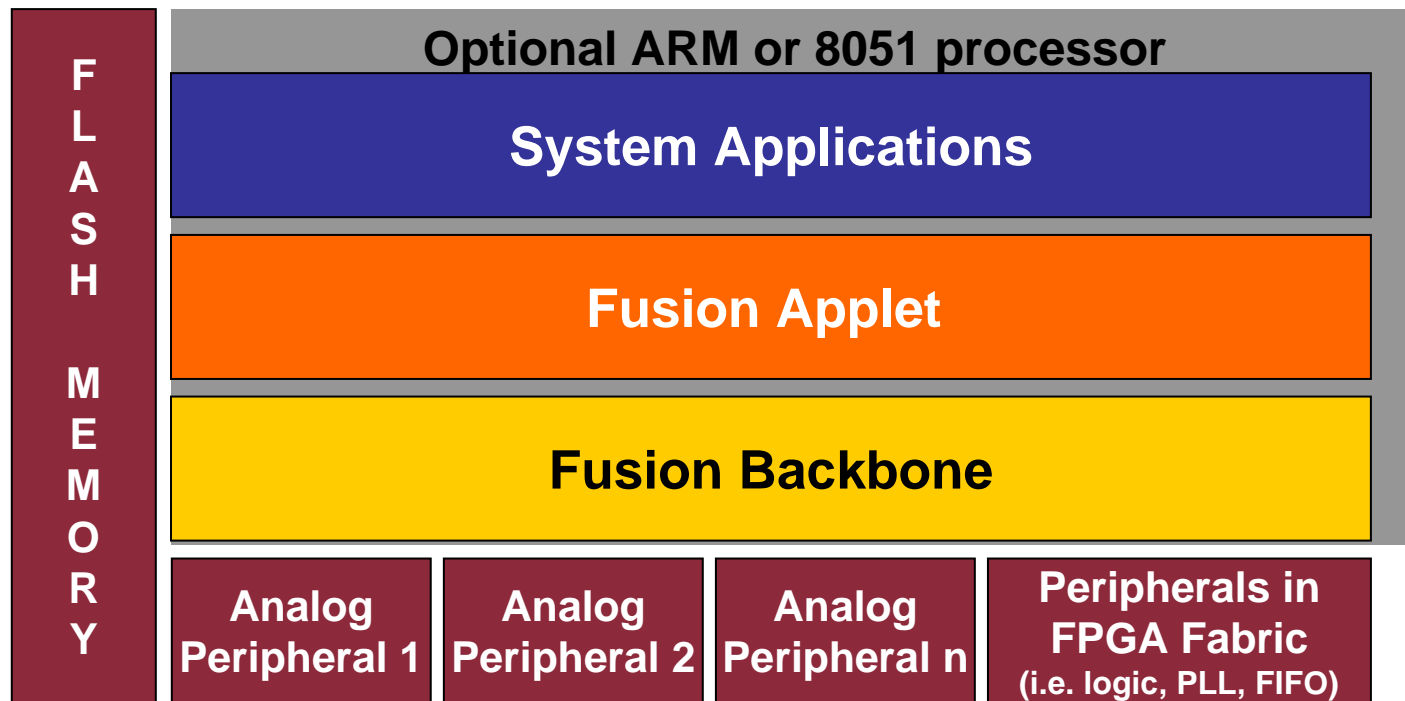 FLASH MEMORY
Optional ARM or 8051 processor
System Applications
Fusion Applet
Fusion Backbone
Analog
Peripheral 1
Analog
Peripheral 2
Analog
Peripheral n
Peripherals in
FPGA Fabric
(i.e. logic, PLL, FIFO)